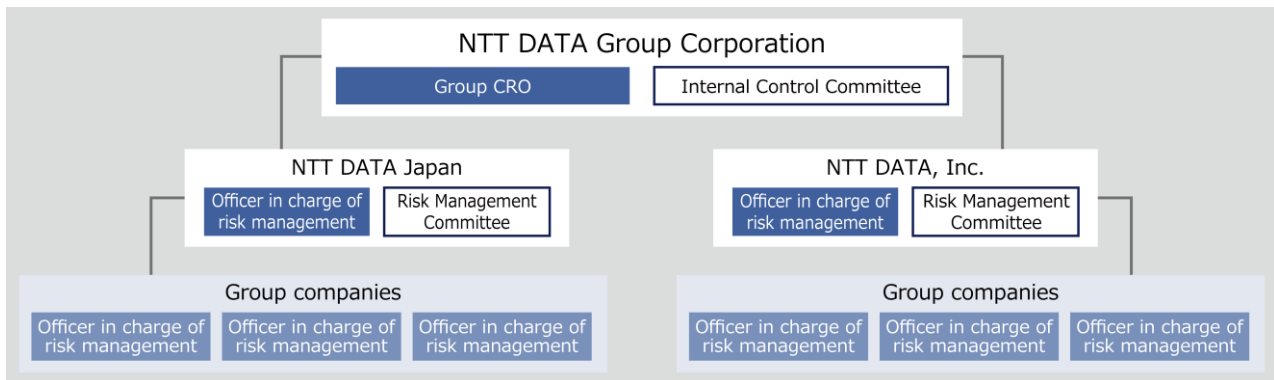 NTT DATA Group Corporation
Group CRO
Internal Control Committee
NTT DATA Japan
Officer in charge of
risk management
Risk Management
Committee
NTT DATA, Inc.
Officer in charge of
risk management
Risk Management
Committee
Group companies
Officer in charge of
risk management
Officer in charge of
risk management
Officer in charge of
risk management
Group companies
Officer in charge of
risk management
Officer in charge of
risk management
Officer in charge of
risk management